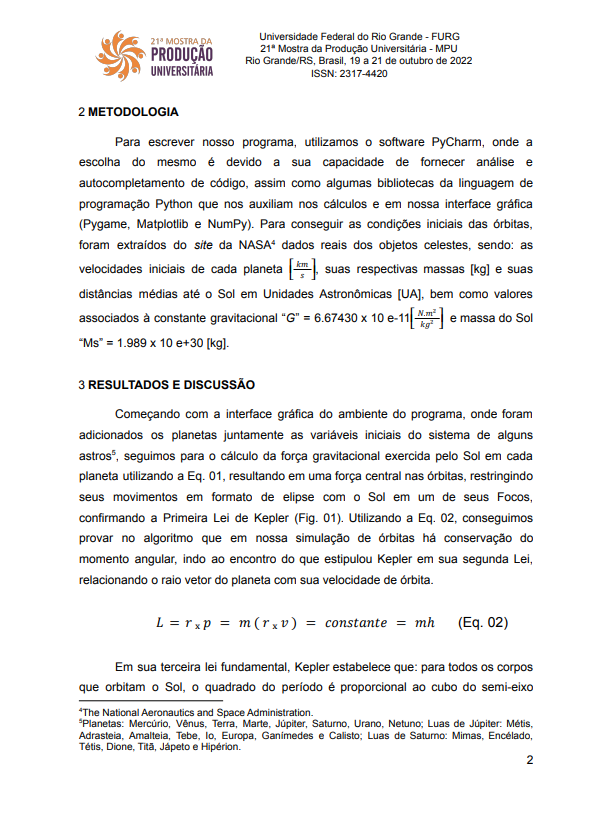 21ª MOSTRA DA
PRODUÇÃO
UNIVERSITÁRIA
Universidade Federal do Rio Grande - FURG
21ª Mostra da Produção Universitária - MPU
Rio Grande/RS, Brasil, 19 a 21 de outubro de 2022
ISSN: 2317-4420
2 METODOLOGIA
Para escrever nosso programa, utilizamos o software PyCharm, onde a
escolha do mesmo é devido a sua capacidade de fornecer análise e
autocompletamento de código, assim como algumas bibliotecas da linguagem de
programação Python que nos auxiliam nos cálculos e em nossa interface gráfica
(Pygame, Matplotlib e NumPy). Para conseguir as condições iniciais das órbitas,
foram extraídos do site da NASA⁴ dados reais dos objetos celestes, sendo: as
velocidades iniciais de cada planeta [km/s], suas respectivas massas [kg] e suas
distâncias médias até o Sol em Unidades Astronômicas [UA], bem como valores
associados à constante gravitacional “G” = 6.67430 x 10 e-11[N.m²/kg²] e massa do Sol
“Ms” = 1.989 x 10 e+30 [kg].
3 RESULTADOS E DISCUSSÃO
Começando com a interface gráfica do ambiente do programa, onde foram
adicionados os planetas juntamente as variáveis iniciais do sistema de alguns
astros⁵, seguimos para o cálculo da força gravitacional exercida pelo Sol em cada
planeta utilizando a Eq. 01, resultando em uma força central nas órbitas, restringindo
seus movimentos em formato de elipse com o Sol em um de seus Focos,
confirmando a Primeira Lei de Kepler (Fig. 01). Utilizando a Eq. 02, conseguimos
provar no algoritmo que em nossa simulação de órbitas há conservação do
momento angular, indo ao encontro do que estipulou Kepler em sua segunda Lei,
relacionando o raio vetor do planeta com sua velocidade de órbita.
L = r x p = m ( r x v ) = constante = mh (Eq. 02)
Em sua terceira lei fundamental, Kepler estabelece que: para todos os corpos
que orbitam o Sol, o quadrado do período é proporcional ao cubo do semi-eixo
⁴The National Aeronautics and Space Administration.
⁵Planetas: Mercúrio, Vênus, Terra, Marte, Júpiter, Saturno, Urano, Netuno; Luas de Júpiter: Métis,
Adrasteia, Amalteia, Tebe, Io, Europa, Ganímedes e Calisto; Luas de Saturno: Mimas, Encélado,
Tétis, Dione, Titã, Jápeto e Hipérion.
2